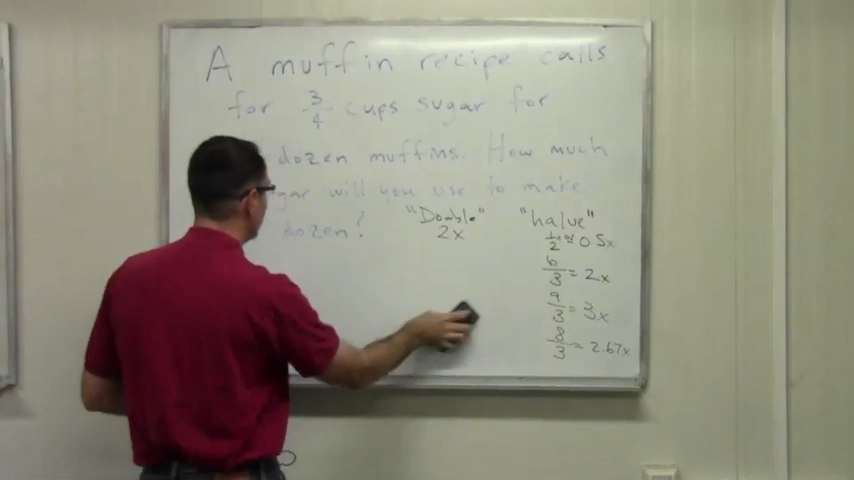 A muffin recipe calls
for 3/4 cups sugar for
dozen muffins. How much
gar will you use to make
dozen?
"Double"
2x
"halve"
1/2 = 0.5x
6/3 = 2x
9/3 = 3x
8/3 = 2.67x